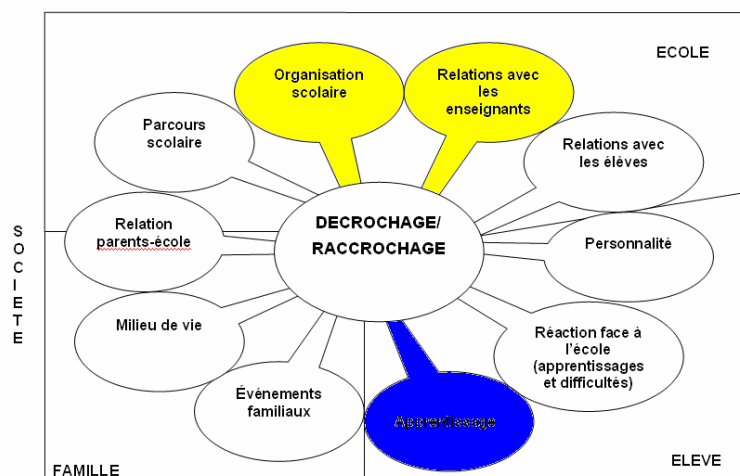 ECOLE
Organisation
scolaire
Relations avec
les
enseignants
Parcours
scolaire
Relations avec
les élèves
DECROCHAGE/
RACCROCHAGE
Relation
parents-école
Personnalité
S
O
C
I
E
T
E
Milieu de vie
Réaction face à
l'école
(apprentissages
et difficultés)
Événements
familiaux
Apprentissage
FAMILLE
ELEVE